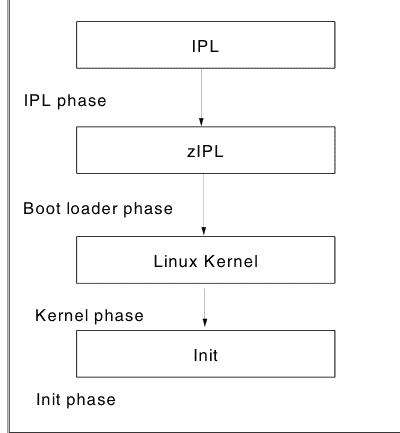 IPL
IPL phase
zIPL
Boot loader phase
Linux Kernel
Kernel phase
Init
Init phase